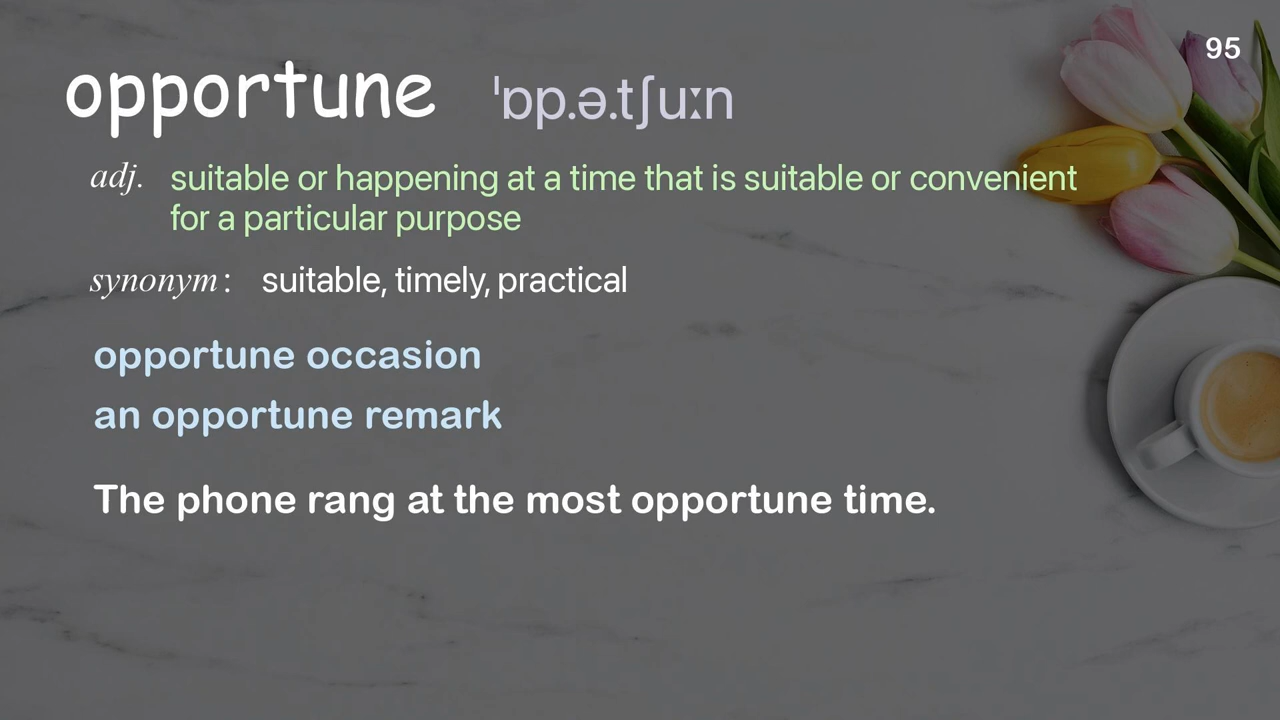 95
opportune ˈɒp.ə.tʃuːn
adj. suitable or happening at a time that is suitable or convenient
for a particular purpose
synonym: suitable, timely, practical
opportune occasion
an opportune remark
The phone rang at the most opportune time.